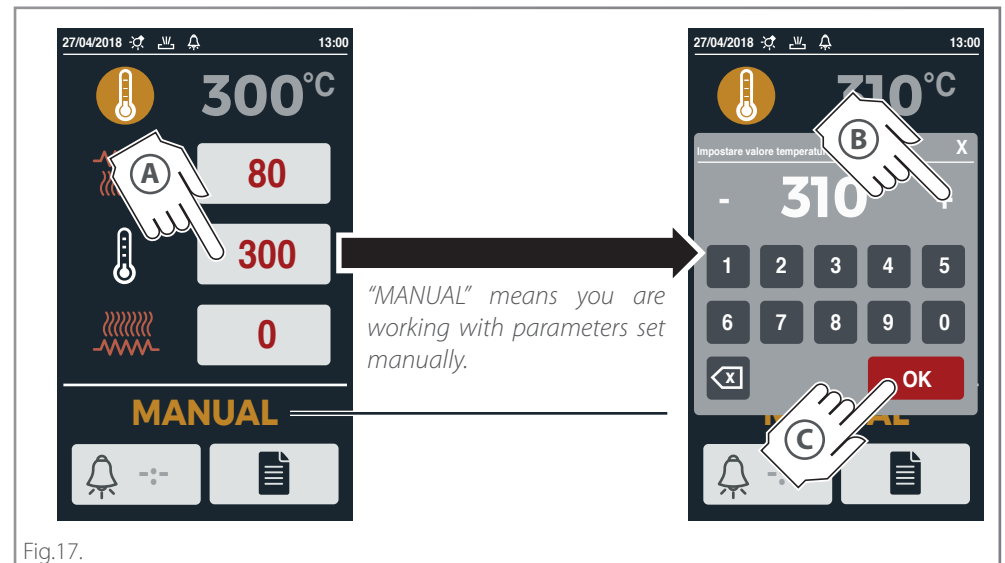 27/04/2018 13:00
300°C
A
80
300
0
MANUAL
-:-
"MANUAL" means you are
working with parameters set
manually.
27/04/2018 13:00
310°C
B
Impostare valore temperatur X
- 310 +
1 2 3 4 5
6 7 8 9 0
X OK
C
-:-
Fig.17.